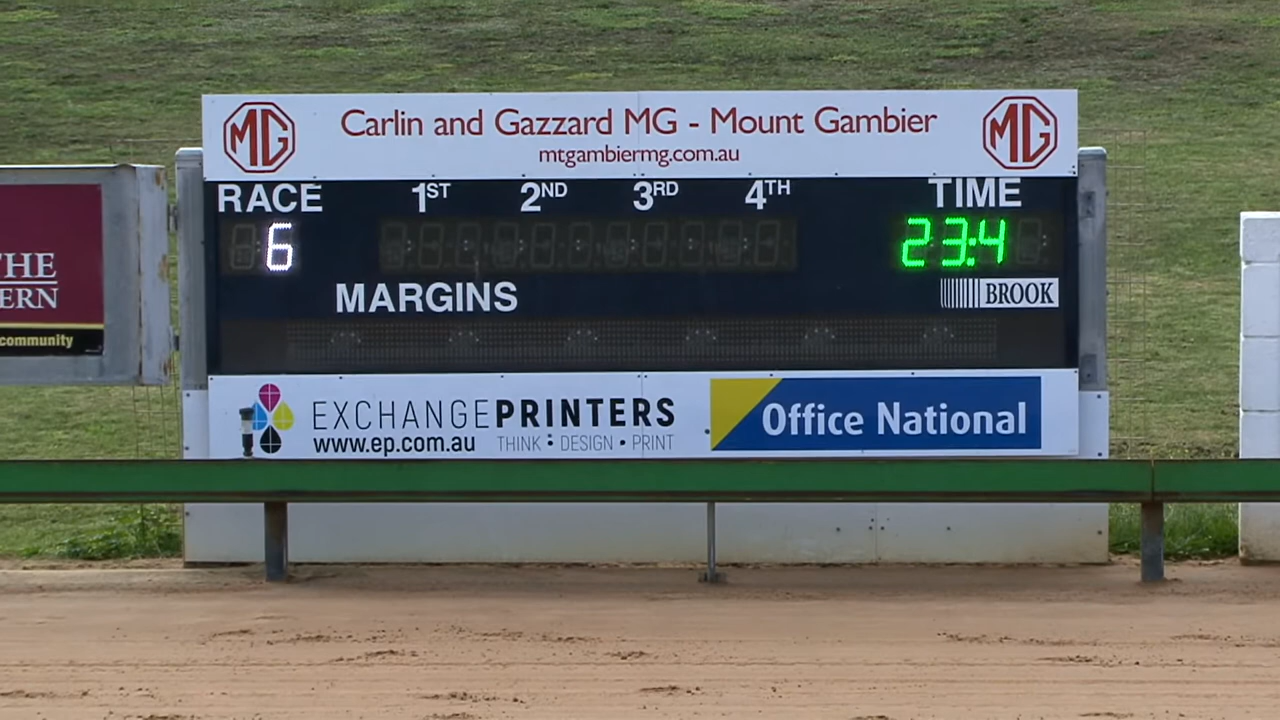 MG Carlin and Gazzard MG - Mount Gambier MG
mtgambiermg.com.au
RACE 1ST 2ND 3RD 4TH TIME
6 23:4
MARGINS BROOK
THE
ERN
community
EXCHANGEPRINTERS Office National
www.ep.com.au THINK : DESIGN • PRINT